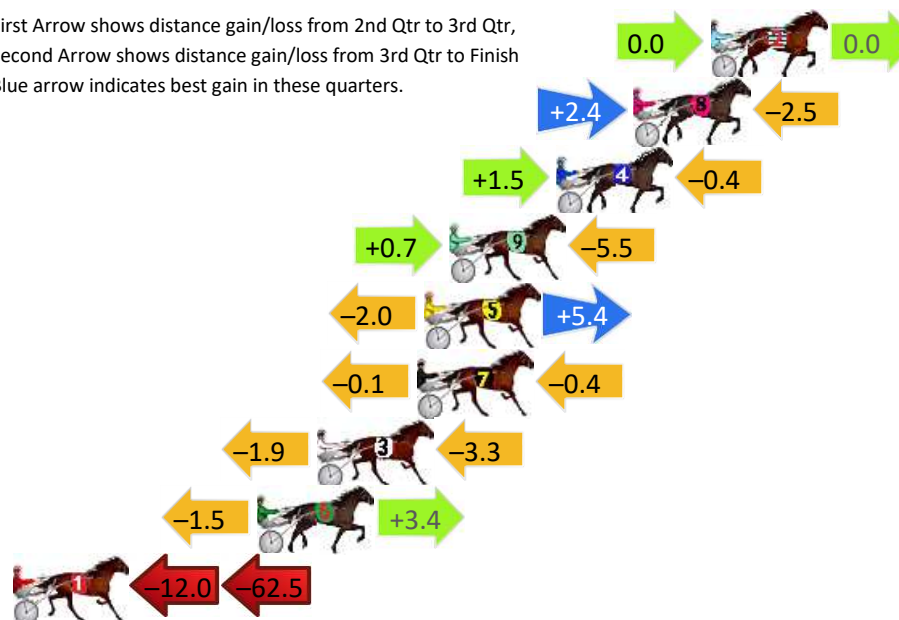 irst Arrow shows distance gain/loss from 2nd Qtr to 3rd Qtr,
econd Arrow shows distance gain/loss from 3rd Qtr to Finish
lue arrow indicates best gain in these quarters.
0.0 0.0
+2.4 8 −2.5
+1.5 4 −0.4
+0.7 9 −5.5
−2.0 5 +5.4
−0.1 7 −0.4
−1.9 3 −3.3
−1.5 6 +3.4
1 −12.0 −62.5